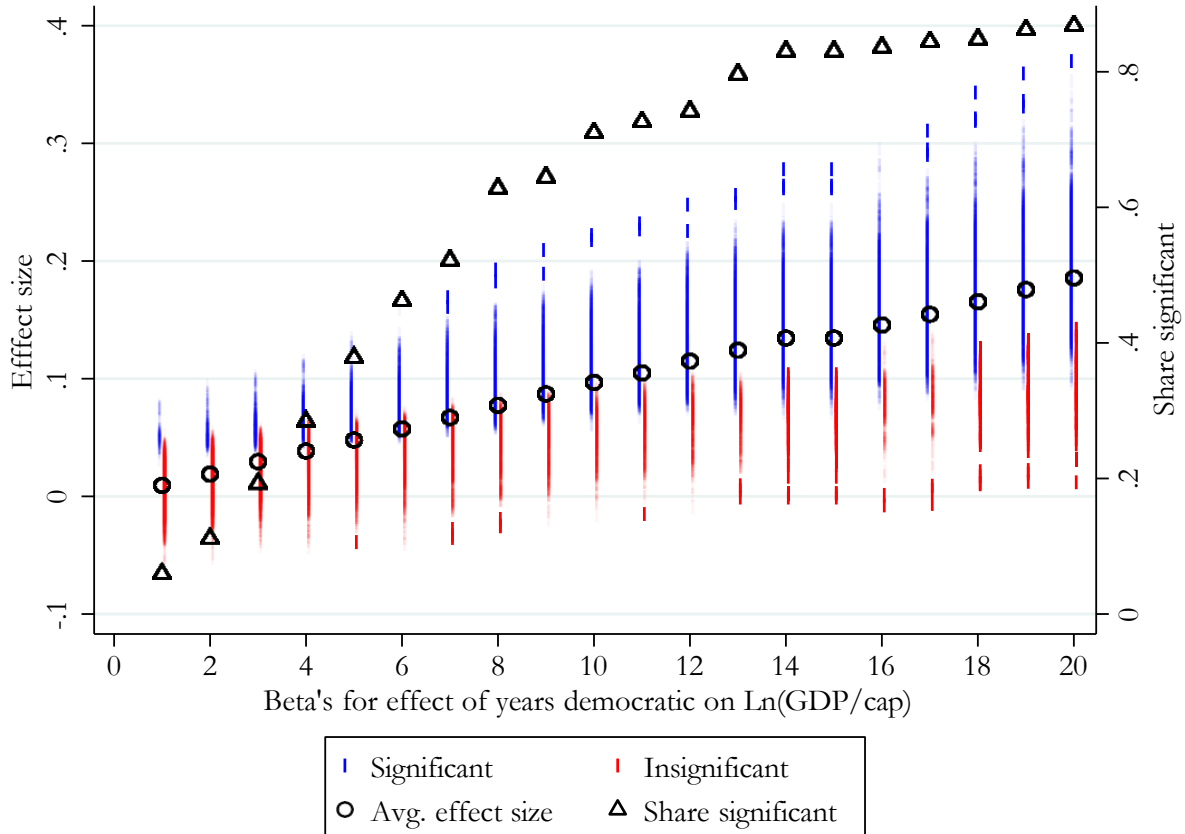 .4
.3
.2
.1
0
-.1
Efffect size
.8
.6
.4
.2
0
Share significant
0 2 4 6 8 10 12 14 16 18 20
Beta's for effect of years democratic on Ln(GDP/cap)
Significant Insignificant
Avg. effect size Share significant